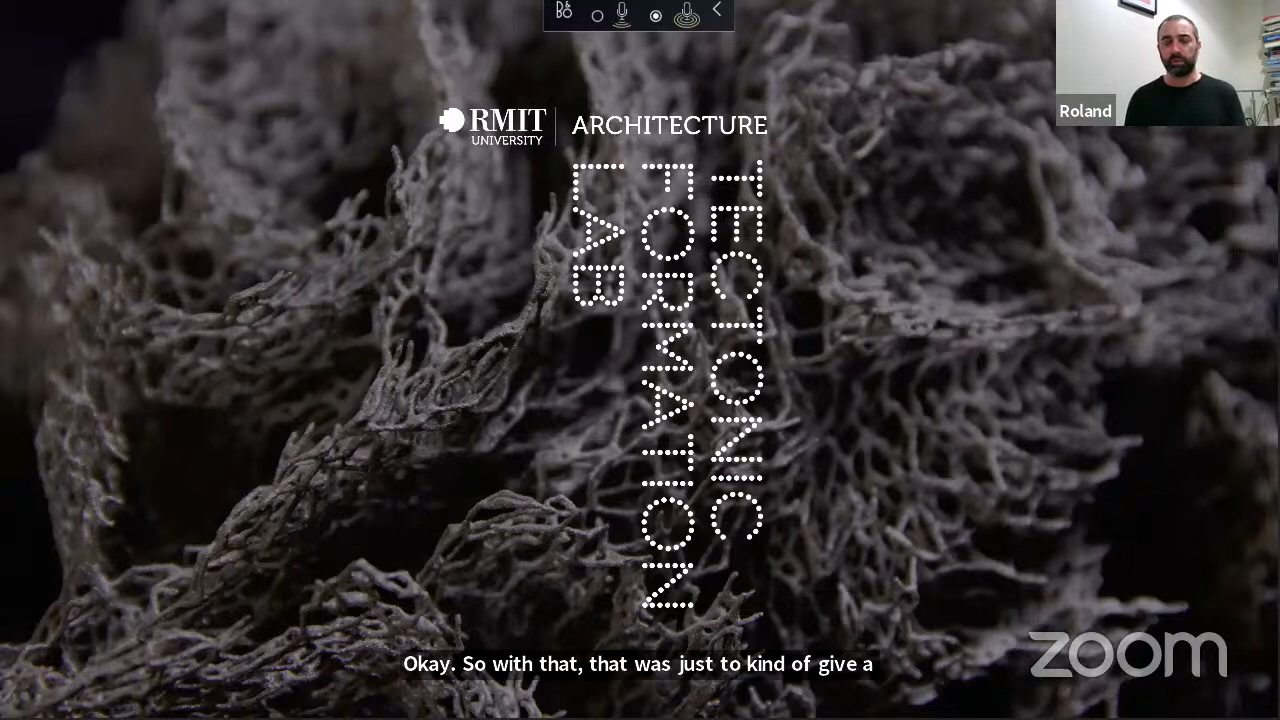 B&O
Roland
RMIT
UNIVERSITY
ARCHITECTURE
TECTONIC
FORMATION
LAB
Okay. So with that, that was just to kind of give a
zoom